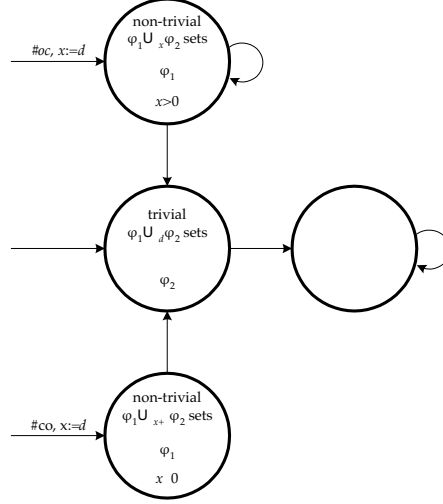 non-trivial
φ₁U ₓφ₂ sets
#oc, x:=d
φ₁
x>0
trivial
φ₁U _dφ₂ sets
φ₂
non-trivial
φ₁U ₓ₊ φ₂ sets
#co, x:=d
φ₁
x 0